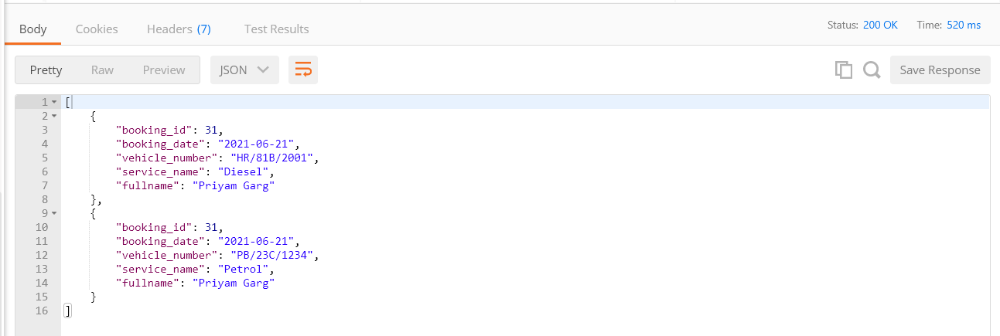 Body Cookies Headers (7) Test Results Status: 200 OK Time: 520 ms
Pretty Raw Preview JSON Save Response
1 [
2 {
3 "booking_id": 31,
4 "booking_date": "2021-06-21",
5 "vehicle_number": "HR/81B/2001",
6 "service_name": "Diesel",
7 "fullname": "Priyam Garg"
8 },
9 {
10 "booking_id": 31,
11 "booking_date": "2021-06-21",
12 "vehicle_number": "PB/23C/1234",
13 "service_name": "Petrol",
14 "fullname": "Priyam Garg"
15 }
16 ]